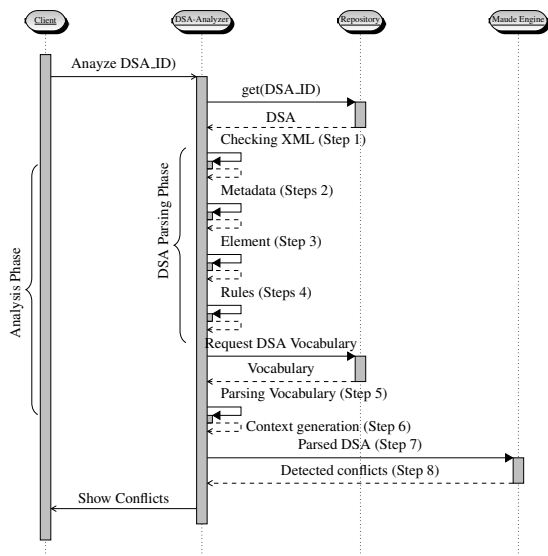 Client
DSA-Analyzer
Repository
Maude Engine
Anayze DSA_ID)
get(DSA_ID)
DSA
Checking XML (Step 1)
Metadata (Steps 2)
Element (Step 3)
Rules (Steps 4)
DSA Parsing Phase
Analysis Phase
Request DSA Vocabulary
Vocabulary
Parsing Vocabulary (Step 5)
Context generation (Step 6)
Parsed DSA (Step 7)
Detected conflicts (Step 8)
Show Conflicts